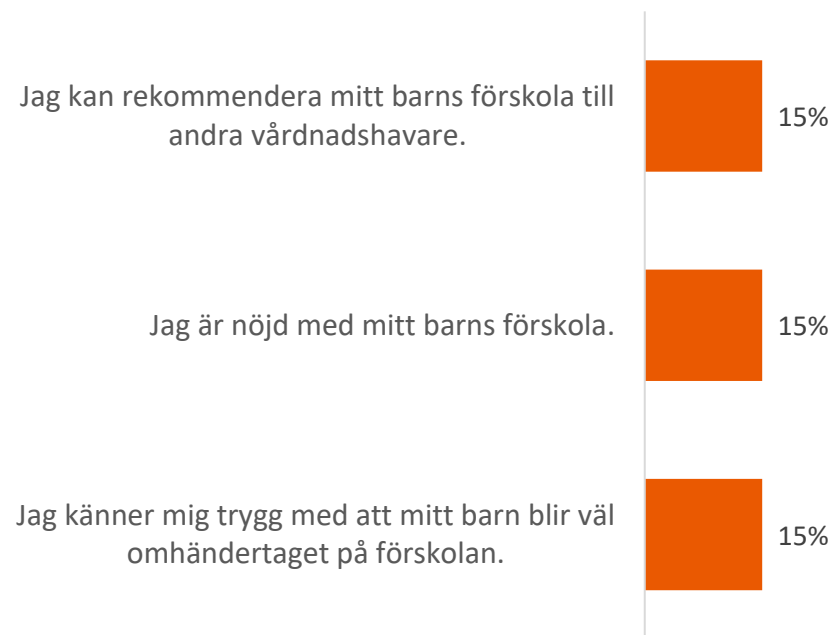 Jag kan rekommendera mitt barns förskola till
andra vårdnadshavare.
15%
Jag är nöjd med mitt barns förskola.
15%
Jag känner mig trygg med att mitt barn blir väl
omhändertaget på förskolan.
15%